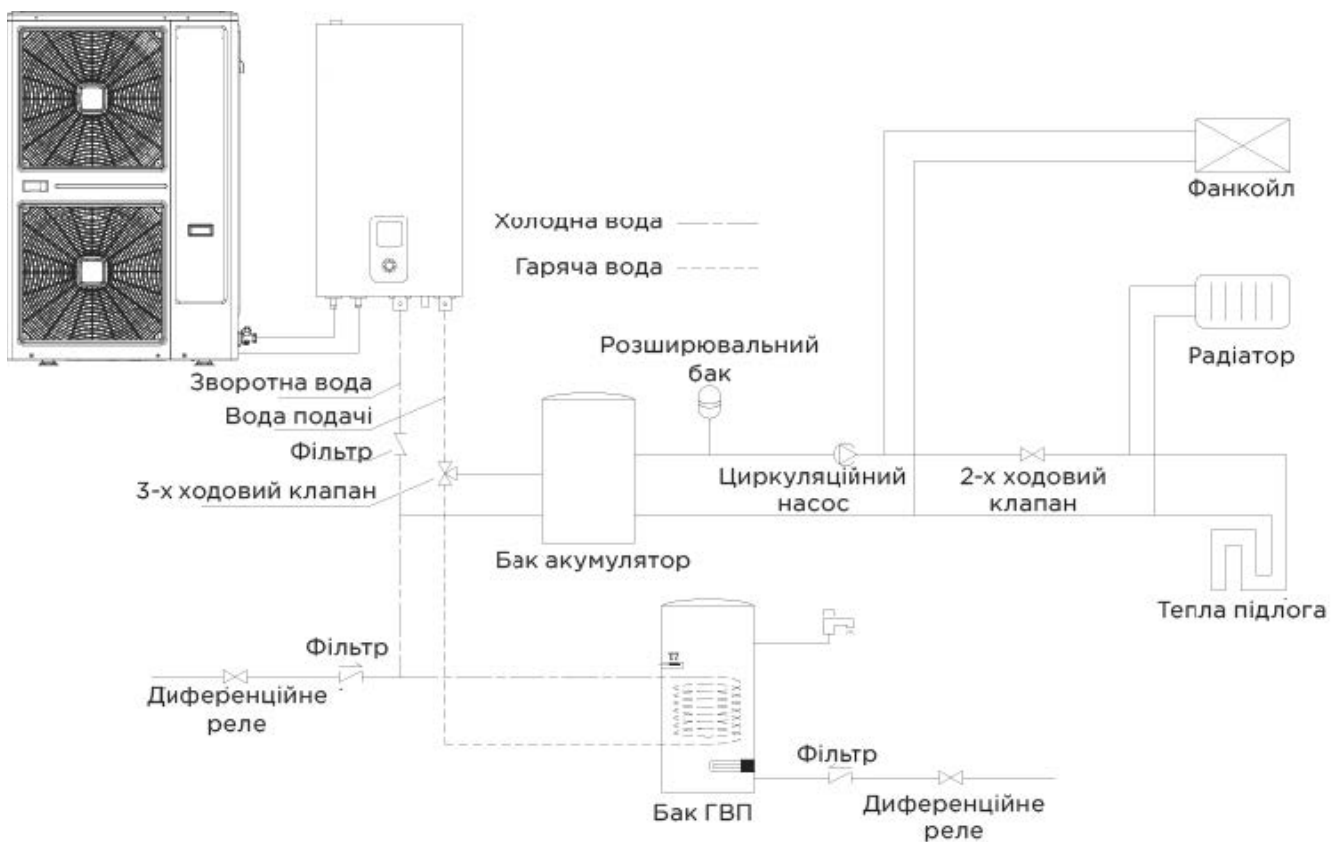 Фанкойл
Холодна вода
Гаряча вода
Розширювальний
бак
Радіатор
Зворотна вода
Вода подачі
Фільтр
3-х ходовий клапан
Циркуляційний
насос
2-х ходовий
клапан
Бак акумулятор
Тепла підлога
Фільтр
Диференційне
реле
T7
Фільтр
Бак ГВП
Диференційне
реле